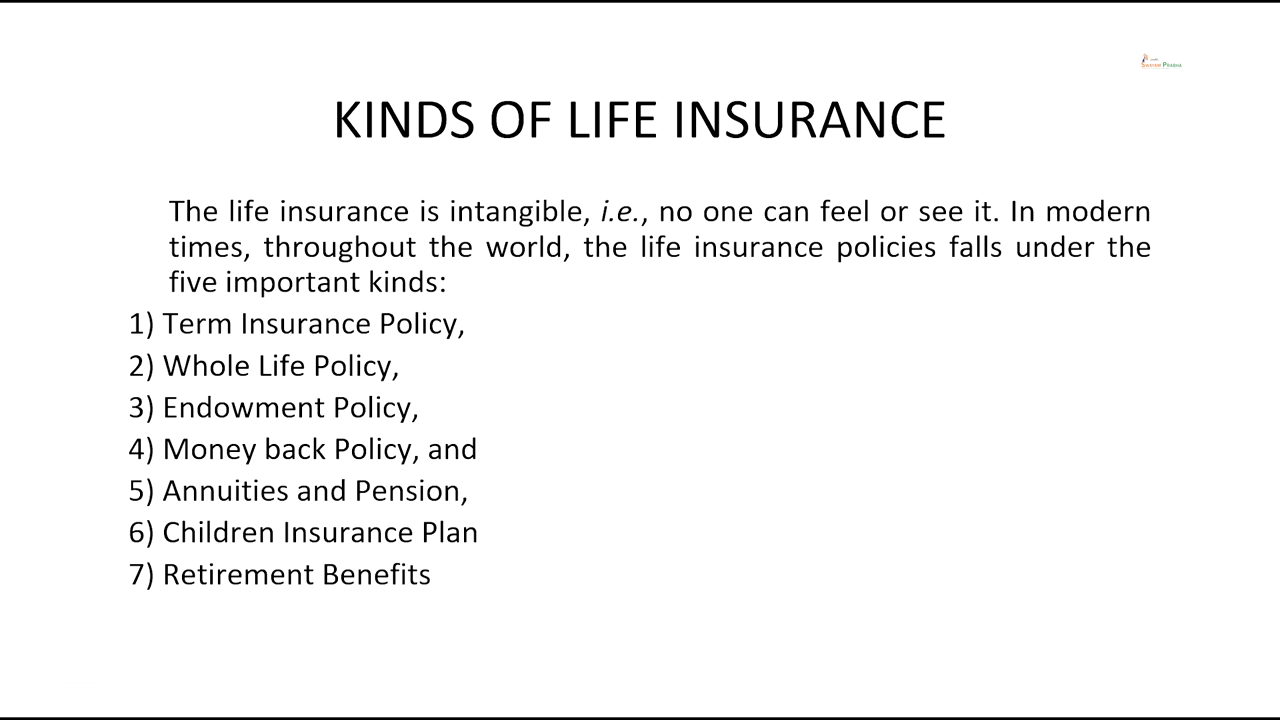 Swayam Prabha
KINDS OF LIFE INSURANCE
The life insurance is intangible, i.e., no one can feel or see it. In modern
times, throughout the world, the life insurance policies falls under the
five important kinds:
1) Term Insurance Policy,
2) Whole Life Policy,
3) Endowment Policy,
4) Money back Policy, and
5) Annuities and Pension,
6) Children Insurance Plan
7) Retirement Benefits